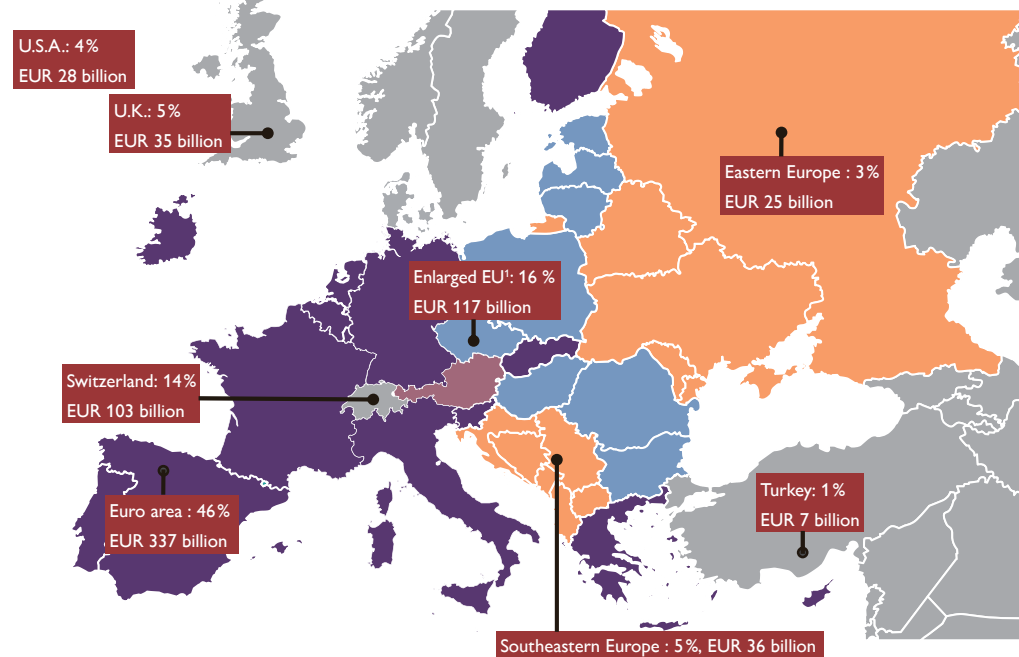 U.S.A.: 4%
EUR 28 billion
U.K.: 5%
EUR 35 billion
Eastern Europe : 3%
EUR 25 billion
Enlarged EU¹: 16 %
EUR 117 billion
Switzerland: 14%
EUR 103 billion
Euro area : 46%
EUR 337 billion
Turkey: 1%
EUR 7 billion
Southeastern Europe : 5%, EUR 36 billion